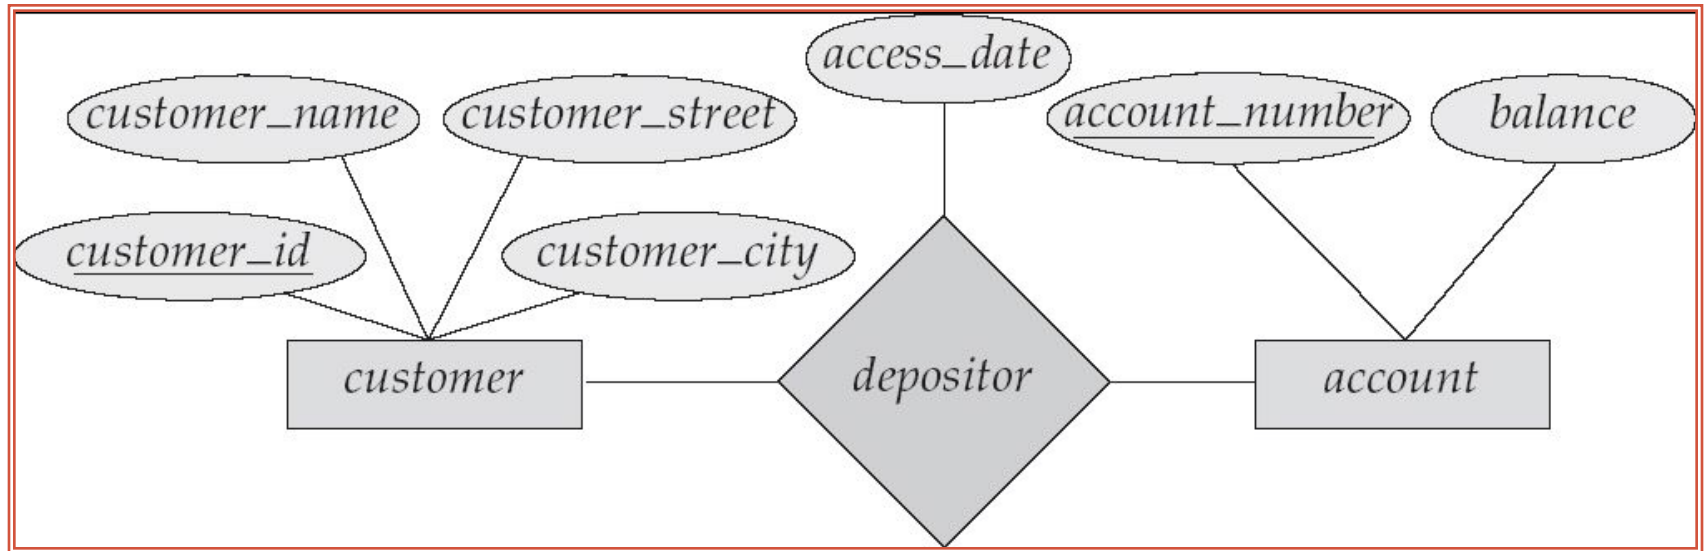 access_date
customer_name
customer_street
account_number
balance
customer_id
customer_city
customer
depositor
account